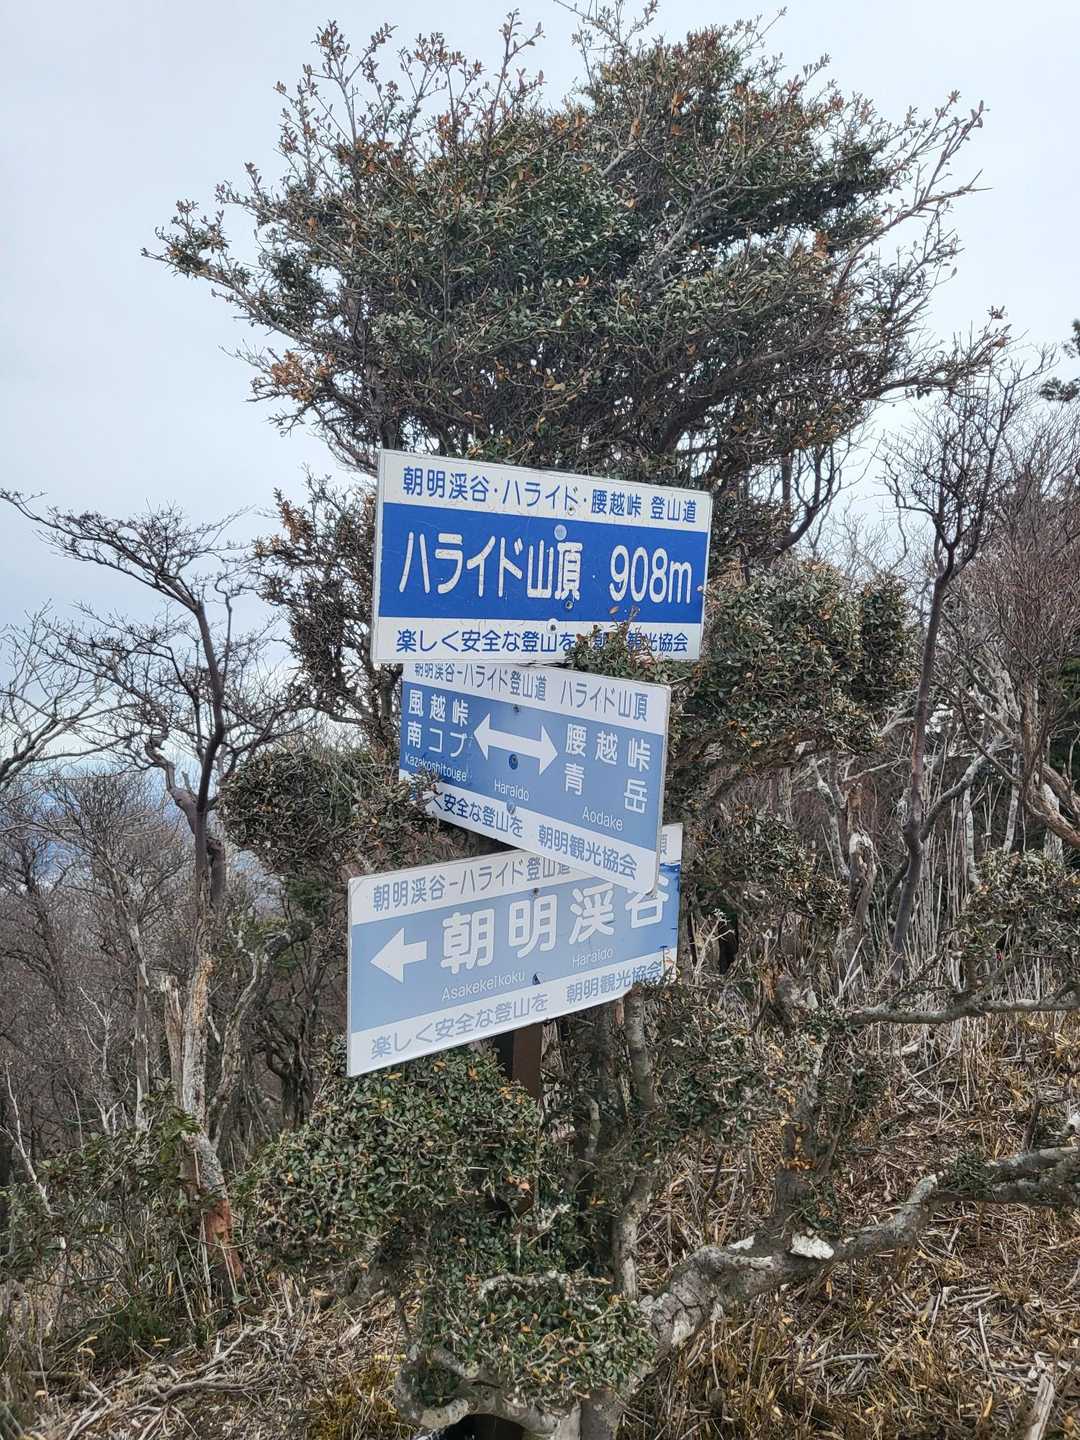 朝明渓谷・ハライド・腰越峠 登山道
ハライド山頂 908m
楽しく安全な登山を 朝 観光協会
朝明渓谷-ハライド登山道 ハライド山頂
風越峠 腰越峠
南コブ 青岳
Kazakoshitouge Haraido Aodake
く安全な登山を 朝明観光協会
朝明渓谷-ハライド登山道
朝明渓谷
Asakekeikoku Haraido
楽しく安全な登山を 朝明観光協会